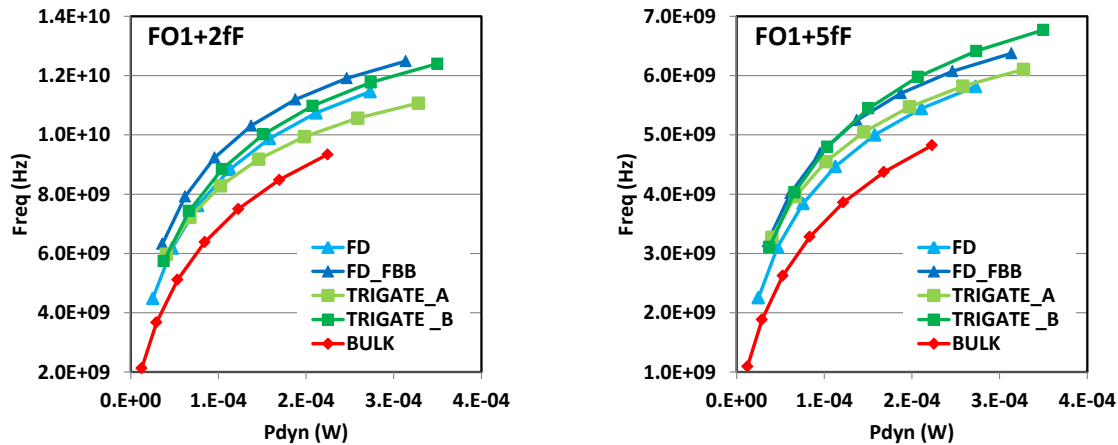 FO1+2fF
1.4E+10
1.2E+10
1.0E+10
8.0E+09
6.0E+09
4.0E+09
2.0E+09
Freq (Hz)
FD
FD_FBB
TRIGATE_A
TRIGATE _B
BULK
0.E+00 1.E-04 2.E-04 3.E-04 4.E-04
Pdyn (W)
FO1+5fF
7.0E+09
6.0E+09
5.0E+09
4.0E+09
3.0E+09
2.0E+09
1.0E+09
Freq (Hz)
FD
FD_FBB
TRIGATE_A
TRIGATE _B
BULK
0.E+00 1.E-04 2.E-04 3.E-04 4.E-04
Pdyn (W)